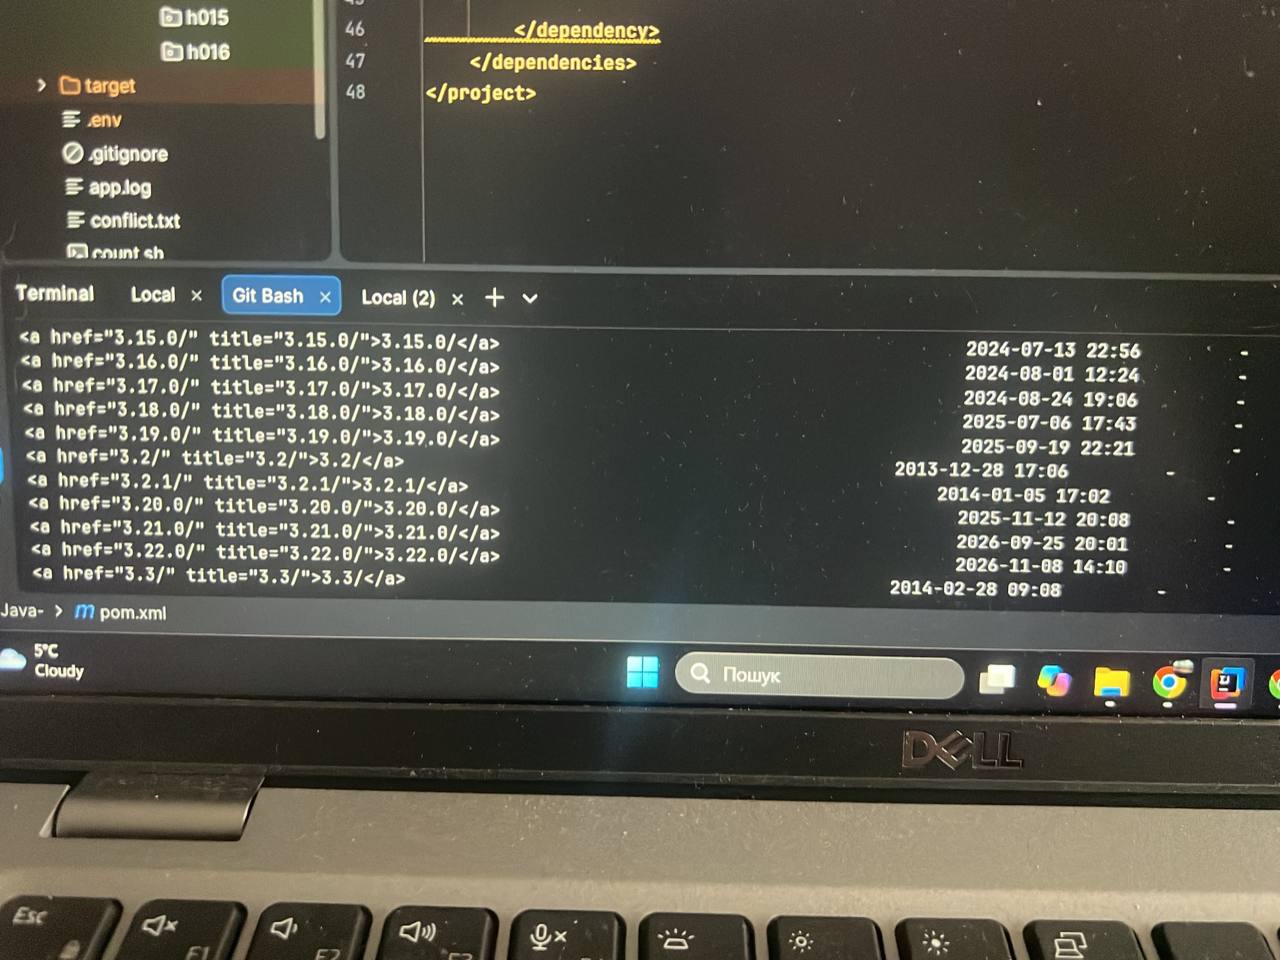 h015
h016
target
.env
.gitignore
app.log
conflict.txt
count.sh
46 </dependency>
47 </dependencies>
48 </project>
Terminal Local × Git Bash × Local (2) × +
<a href="3.15.0/" title="3.15.0/">3.15.0/</a> 2024-07-13 22:56 -
<a href="3.16.0/" title="3.16.0/">3.16.0/</a> 2024-08-01 12:24 -
<a href="3.17.0/" title="3.17.0/">3.17.0/</a> 2024-08-24 19:06 -
<a href="3.18.0/" title="3.18.0/">3.18.0/</a> 2025-07-06 17:43 -
<a href="3.19.0/" title="3.19.0/">3.19.0/</a> 2025-09-19 22:21 -
<a href="3.2/" title="3.2/">3.2/</a> 2013-12-28 17:06 -
<a href="3.2.1/" title="3.2.1/">3.2.1/</a> 2014-01-05 17:02 -
<a href="3.20.0/" title="3.20.0/">3.20.0/</a> 2025-11-12 20:08 -
<a href="3.21.0/" title="3.21.0/">3.21.0/</a> 2026-09-25 20:01 -
<a href="3.22.0/" title="3.22.0/">3.22.0/</a> 2026-11-08 14:10 -
<a href="3.3/" title="3.3/">3.3/</a> 2014-02-28 09:08 -
Java- > m pom.xml
5°C
Cloudy
Пошук
DELL
Esc
F1
F2